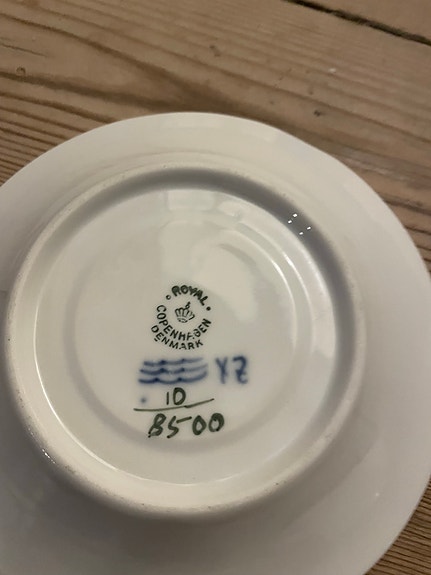 ROYAL
COPENHAGEN
DENMARK
YZ
10
8500